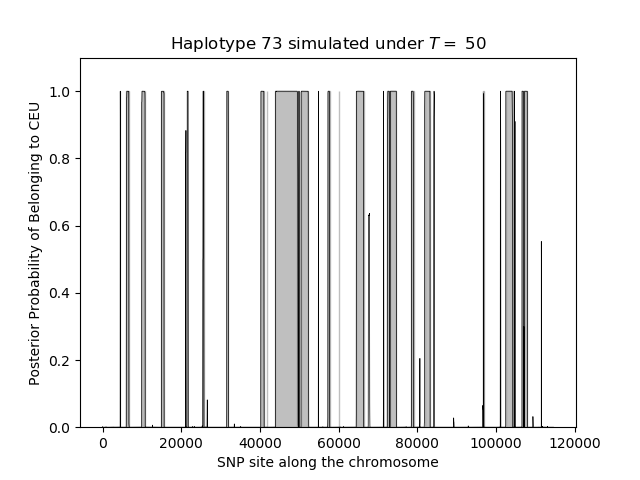 Haplotype 73 simulated under T = 50
Posterior Probability of Belonging to CEU
1.0
0.8
0.6
0.4
0.2
0.0
0 20000 40000 60000 80000 100000 120000
SNP site along the chromosome